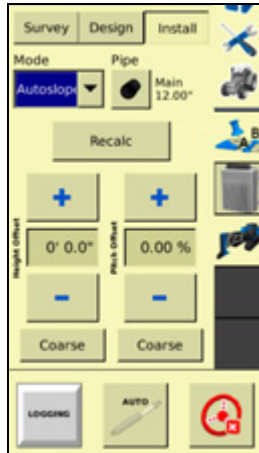 Survey Design Install
Mode Pipe
Autoslope Main
12.00"
Recalc
+ +
Height Offset 0' 0.0" Pitch Offset 0.00 %
- -
Coarse Coarse
LOGGING AUTO
A B